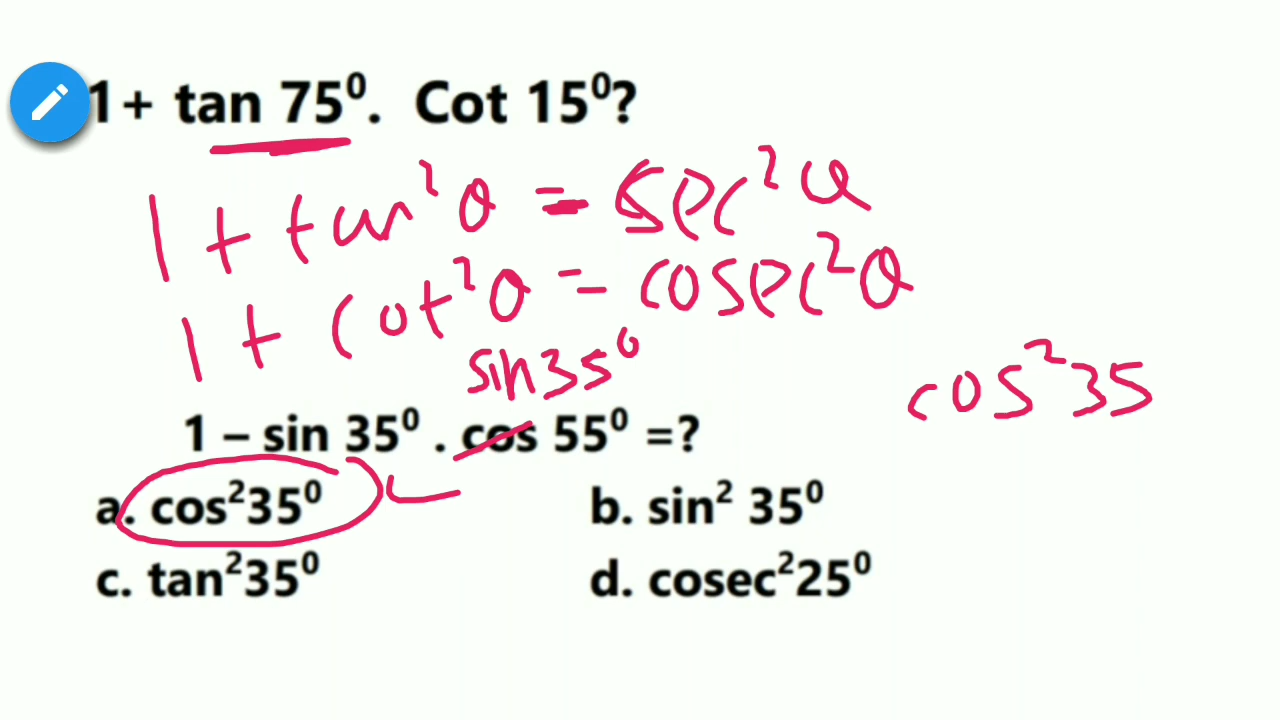 1+ tan 75⁰. Cot 15⁰?
1 + tan²θ = sec²θ
1 + cot²θ = cosec²θ
sin35⁰
cos²35
1 – sin 35⁰ . cos 55⁰ =?
a. cos²35⁰ b. sin² 35⁰
c. tan²35⁰ d. cosec²25⁰